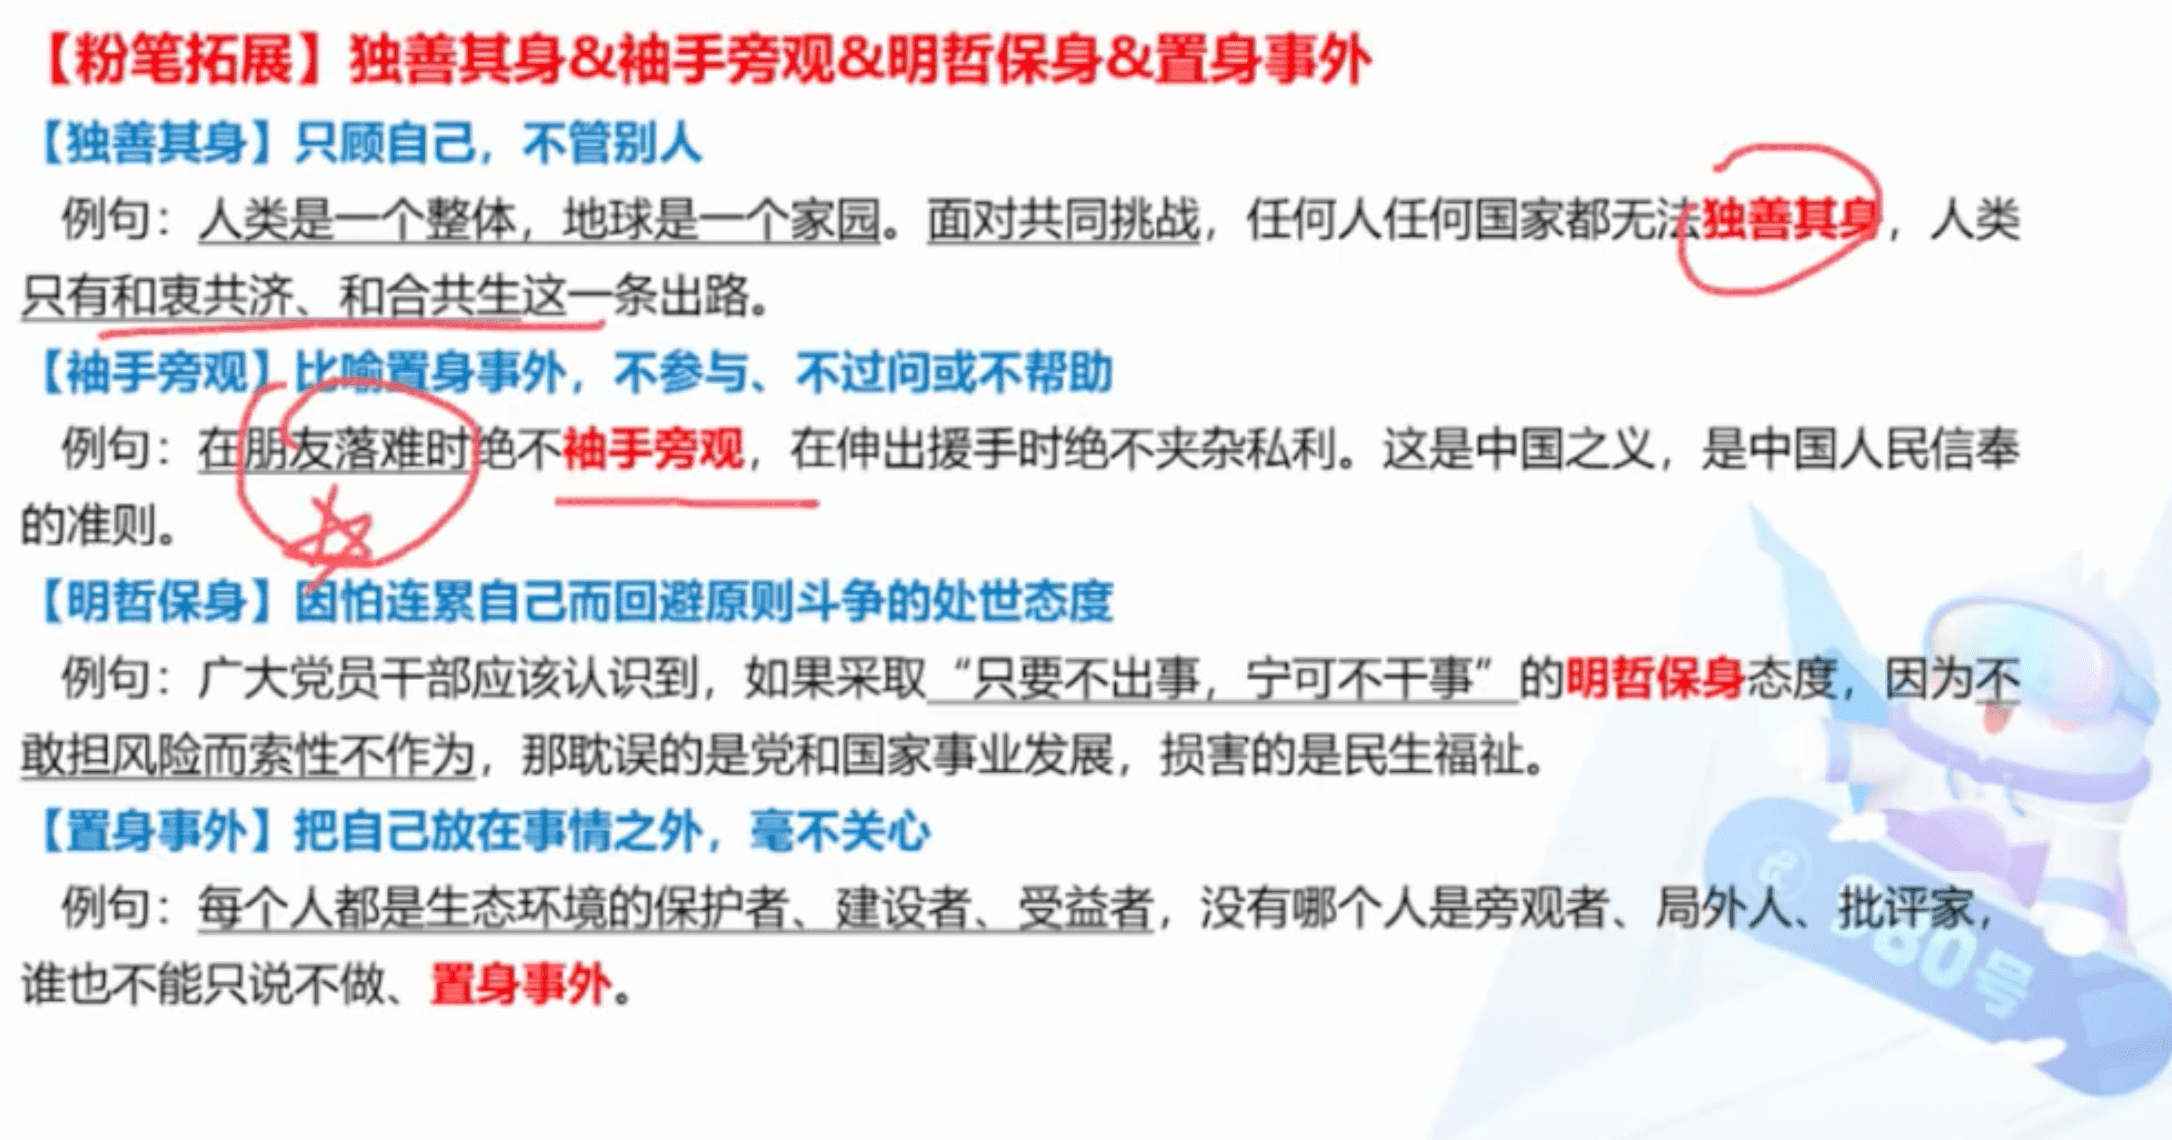 【粉笔拓展】独善其身&袖手旁观&明哲保身&置身事外
【独善其身】只顾自己，不管别人
例句：人类是一个整体，地球是一个家园。面对共同挑战，任何人任何国家都无法独善其身，人类
只有和衷共济、和合共生这一条出路。
【袖手旁观】比喻置身事外，不参与、不过问或不帮助
例句：在朋友落难时绝不袖手旁观，在伸出援手时绝不夹杂私利。这是中国之义，是中国人民信奉
的准则。
【明哲保身】因怕连累自己而回避原则斗争的处世态度
例句：广大党员干部应该认识到，如果采取“只要不出事，宁可不干事”的明哲保身态度，因为不
敢担风险而索性不作为，那耽误的是党和国家事业发展，损害的是民生福祉。
【置身事外】把自己放在事情之外，毫不关心
例句：每个人都是生态环境的保护者、建设者、受益者，没有哪个人是旁观者、局外人、批评家，
谁也不能只说不做、置身事外。
980号